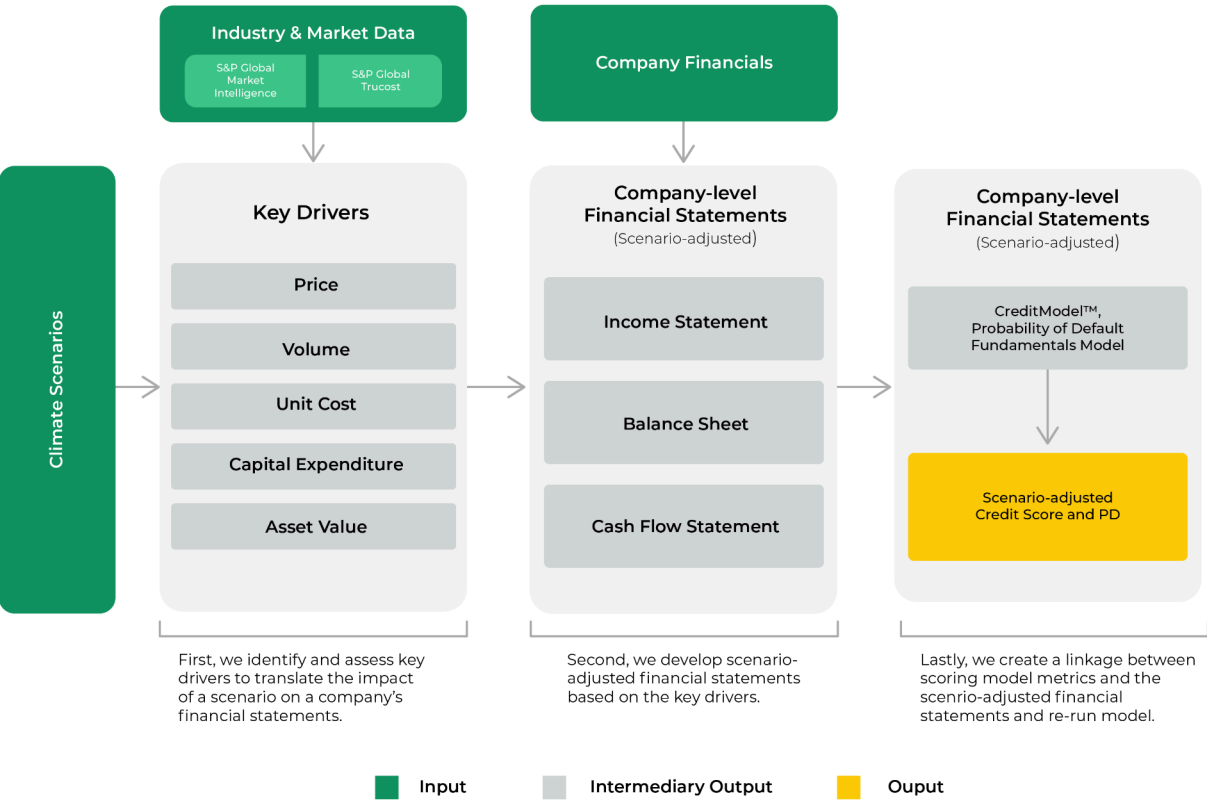 Industry & Market Data
S&P Global
Market
Intelligence
S&P Global
Trucost
Company Financials
Climate Scenarios
Key Drivers
Price
Volume
Unit Cost
Capital Expenditure
Asset Value
Company-level
Financial Statements
(Scenario-adjusted)
Income Statement
Balance Sheet
Cash Flow Statement
Company-level
Financial Statements
(Scenario-adjusted)
CreditModel™,
Probability of Default
Fundamentals Model
Scenario-adjusted
Credit Score and PD
First, we identify and assess key
drivers to translate the impact
of a scenario on a company's
financial statements.
Second, we develop scenario-
adjusted financial statements
based on the key drivers.
Lastly, we create a linkage between
scoring model metrics and the
scenrio-adjusted financial
statements and re-run model.
Input
Intermediary Output
Ouput